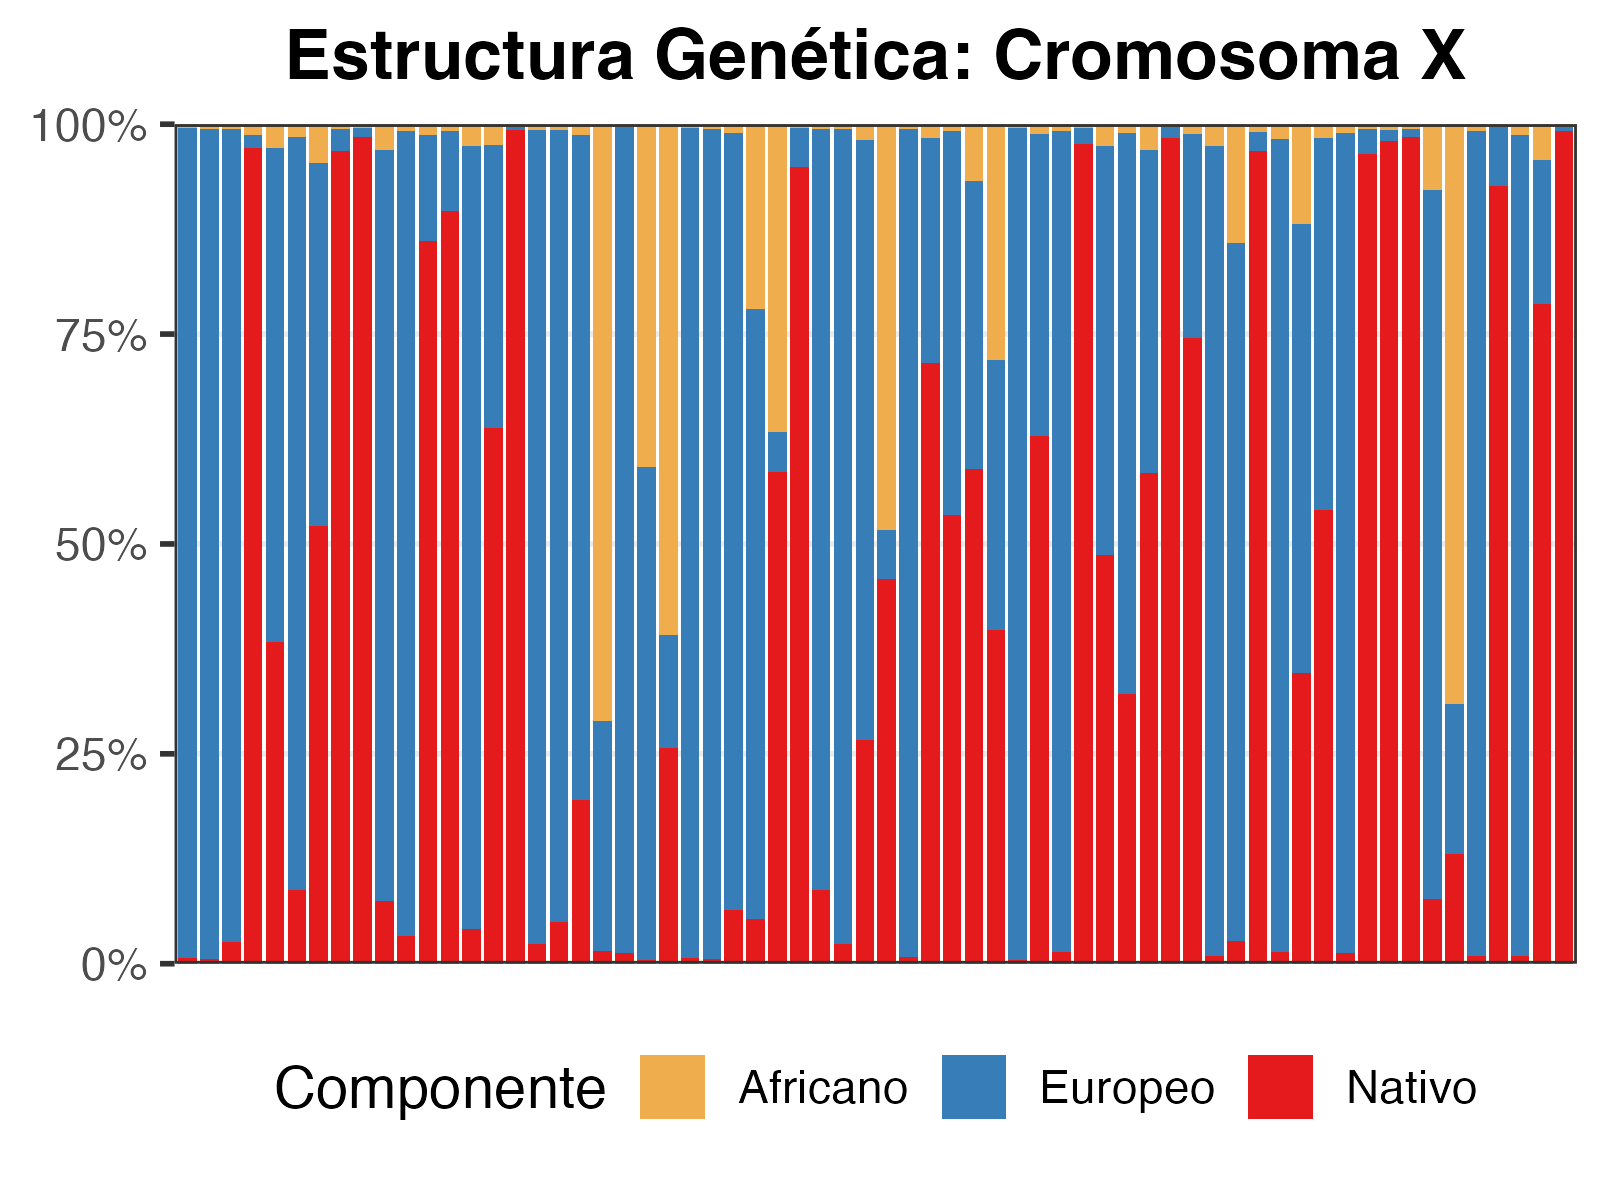 Estructura Genética: Cromosoma X
100%
75%
50%
25%
0%
Componente Africano Europeo Nativo